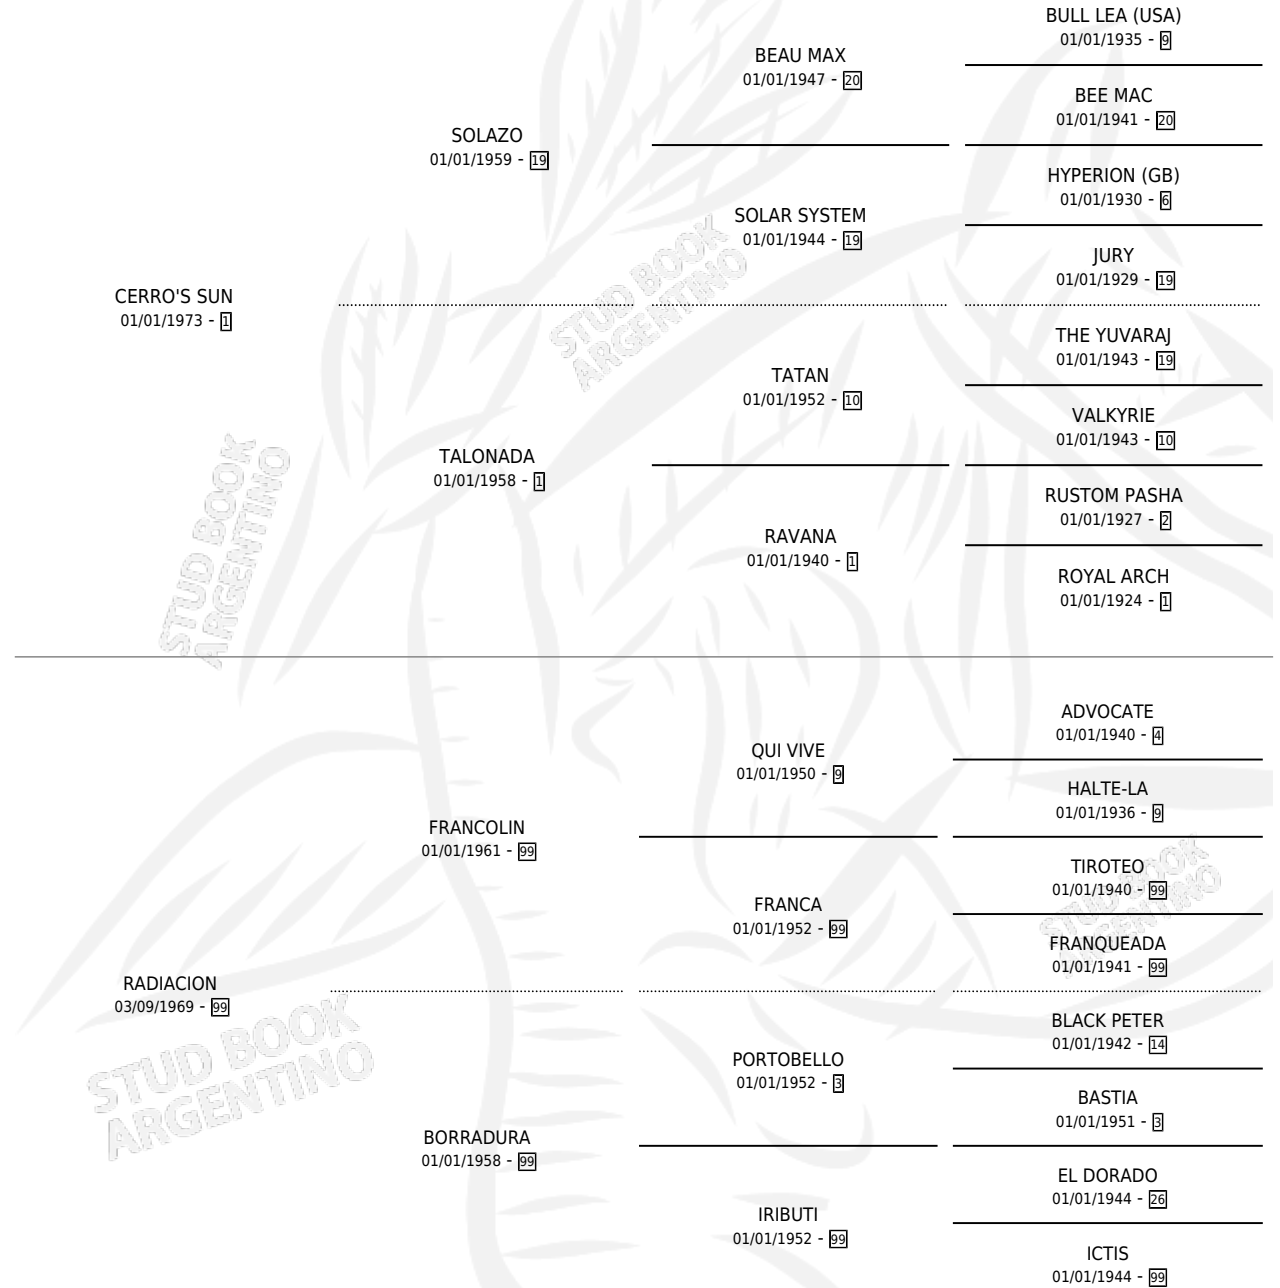 BULL LEA (USA)
01/01/1935 - 9
BEAU MAX
01/01/1947 - 20
BEE MAC
01/01/1941 - 20
SOLAZO
01/01/1959 - 19
HYPERION (GB)
01/01/1930 - 6
SOLAR SYSTEM
01/01/1944 - 19
JURY
01/01/1929 - 19
CERRO'S SUN
01/01/1973 - 1
THE YUVARAJ
01/01/1943 - 19
TATAN
01/01/1952 - 10
VALKYRIE
01/01/1943 - 10
TALONADA
01/01/1958 - 1
RUSTOM PASHA
01/01/1927 - 2
RAVANA
01/01/1940 - 1
ROYAL ARCH
01/01/1924 - 1
STUD BOOK
ARGENTINO
STUD BOOK
ARGENTINO
ADVOCATE
01/01/1940 - 4
QUI VIVE
01/01/1950 - 9
HALTE-LA
01/01/1936 - 9
FRANCOLIN
01/01/1961 - 99
TIROTEO
01/01/1940 - 99
FRANCA
01/01/1952 - 99
FRANQUEADA
01/01/1941 - 99
RADIACION
03/09/1969 - 99
BLACK PETER
01/01/1942 - 14
PORTOBELLO
01/01/1952 - 3
BASTIA
01/01/1951 - 3
BORRADURA
01/01/1958 - 99
EL DORADO
01/01/1944 - 26
IRIBUTI
01/01/1952 - 99
ICTIS
01/01/1944 - 99
STUD BOOK
ARGENTINO
STUD BOOK
ARGENTINO